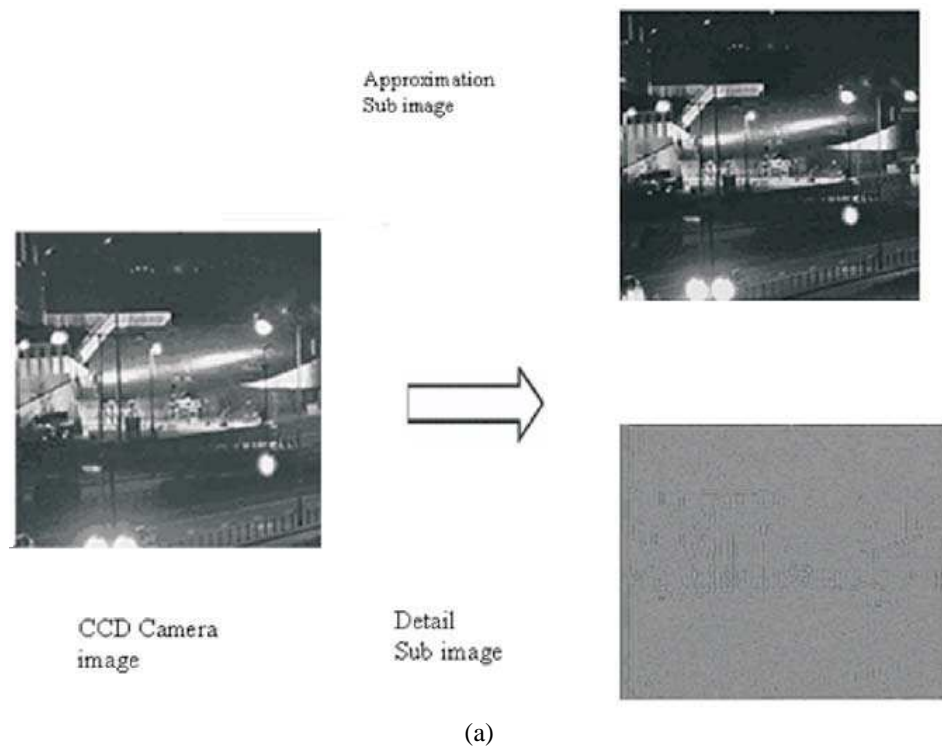 Approximation
Sub image
CCD Camera
image
Detail
Sub image
(a)